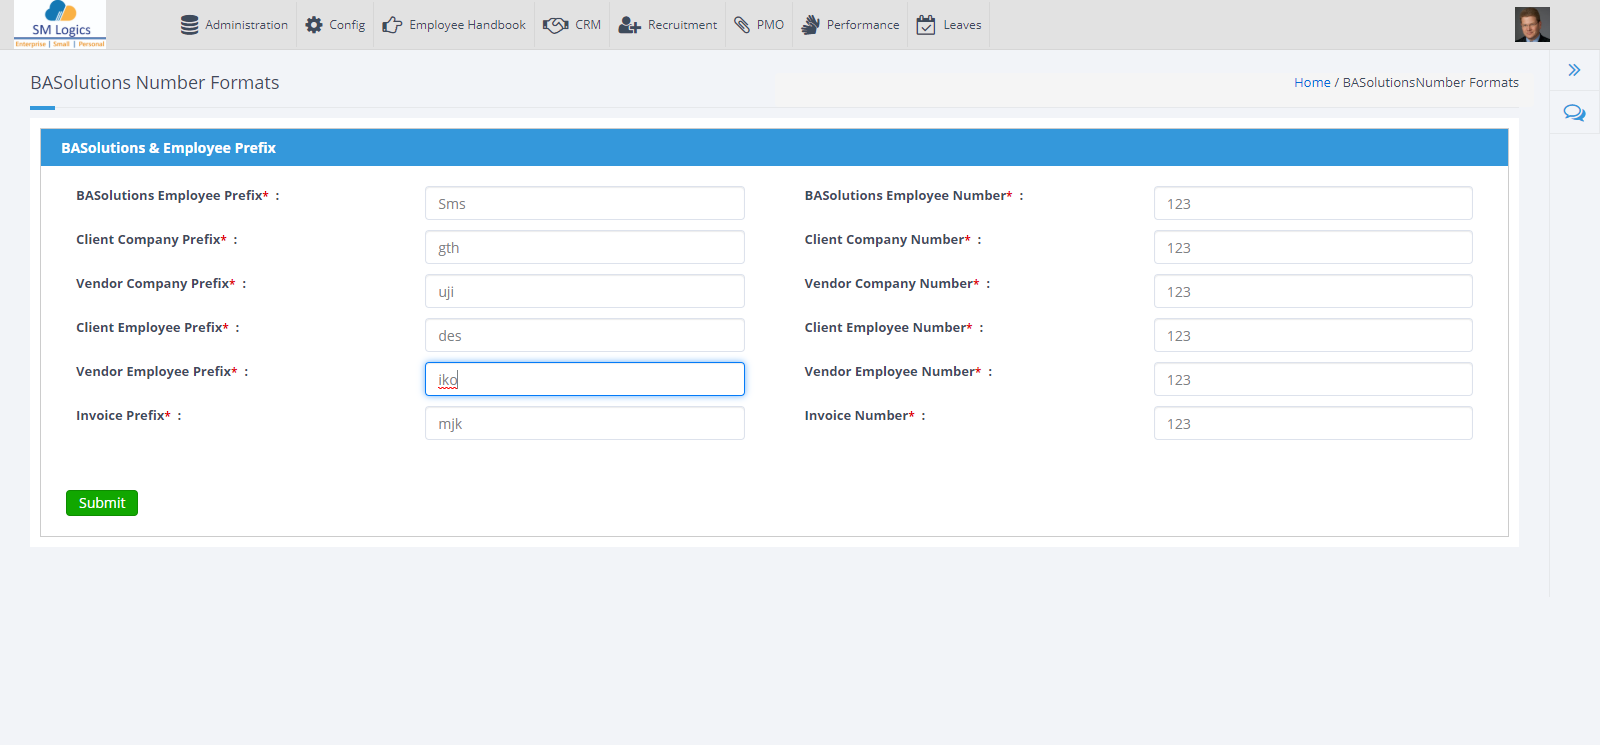 SM Logics
Enterprise | Small | Personal
Administration Config Employee Handbook CRM Recruitment PMO Performance Leaves
BASolutions Number Formats
Home / BASolutionsNumber Formats
BASolutions & Employee Prefix
BASolutions Employee Prefix* : Sms BASolutions Employee Number* : 123
Client Company Prefix* : gth Client Company Number* : 123
Vendor Company Prefix* : uji Vendor Company Number* : 123
Client Employee Prefix* : des Client Employee Number* : 123
Vendor Employee Prefix* : iko Vendor Employee Number* : 123
Invoice Prefix* : mjk Invoice Number* : 123
Submit